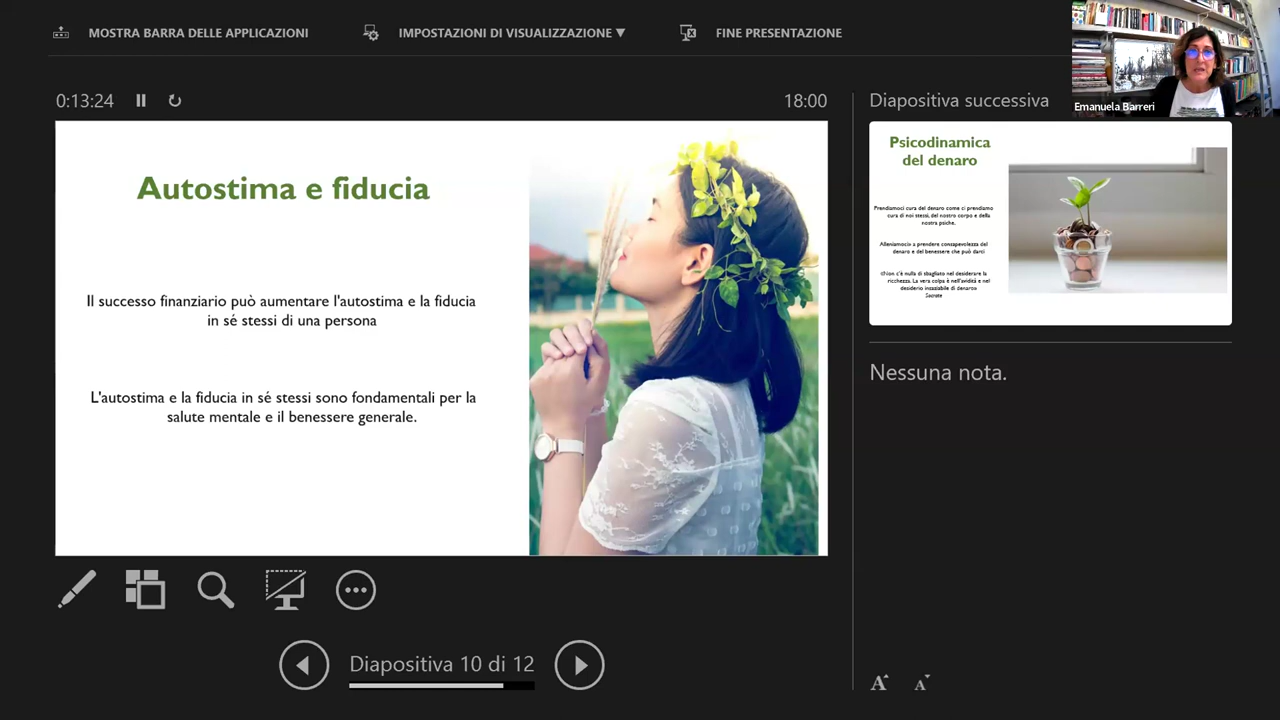 MOSTRA BARRA DELLE APPLICAZIONI
IMPOSTAZIONI DI VISUALIZZAZIONE ▼
FINE PRESENTAZIONE
Emanuela Barreri
0:13:24
18:00
Autostima e fiducia
Il successo finanziario può aumentare l'autostima e la fiducia
in sé stessi di una persona
L'autostima e la fiducia in sé stessi sono fondamentali per la
salute mentale e il benessere generale.
Diapositiva successiva
Psicodinamica
del denaro
Prendiamoci cura del denaro come ci prendiamo
cura di noi stessi, del nostro corpo e della
nostra psiche.
Alleniamoci a prendere consapevolezza del
denaro e del benessere che può darci
«Non c'è nulla di sbagliato nel desiderare la
ricchezza. La vera colpa è nell'avidità e nel
desiderio insaziabile di denaro»
Socrate
Nessuna nota.
Diapositiva 10 di 12
A A